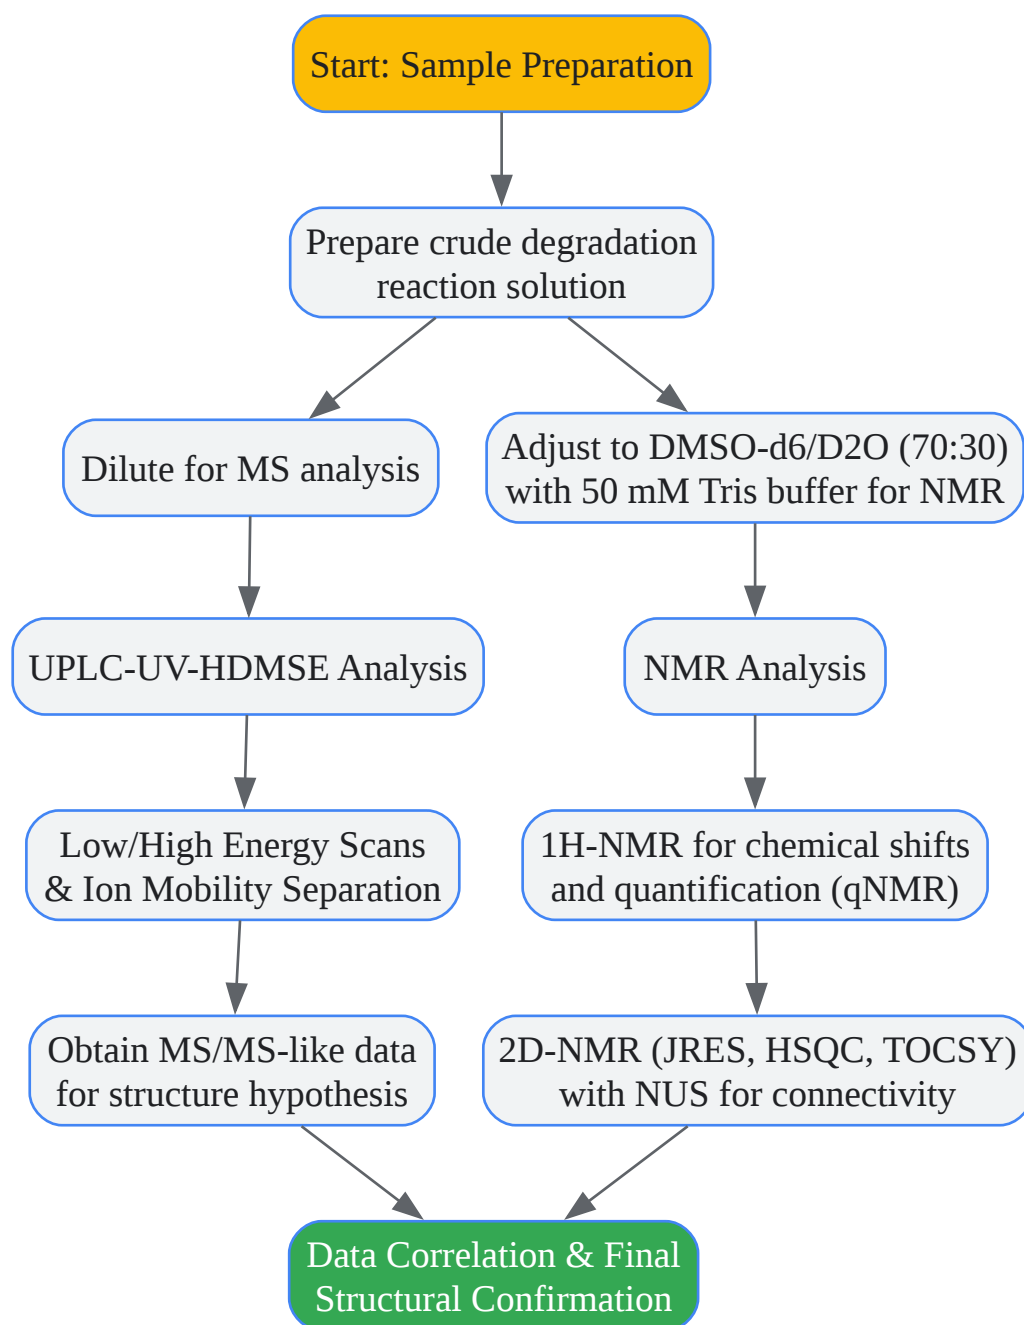 Start: Sample Preparation
Prepare crude degradation
reaction solution
Dilute for MS analysis
Adjust to DMSO-d6/D2O (70:30)
with 50 mM Tris buffer for NMR
UPLC-UV-HDMSE Analysis
NMR Analysis
Low/High Energy Scans
& Ion Mobility Separation
1H-NMR for chemical shifts
and quantification (qNMR)
Obtain MS/MS-like data
for structure hypothesis
2D-NMR (JRES, HSQC, TOCSY)
with NUS for connectivity
Data Correlation & Final
Structural Confirmation